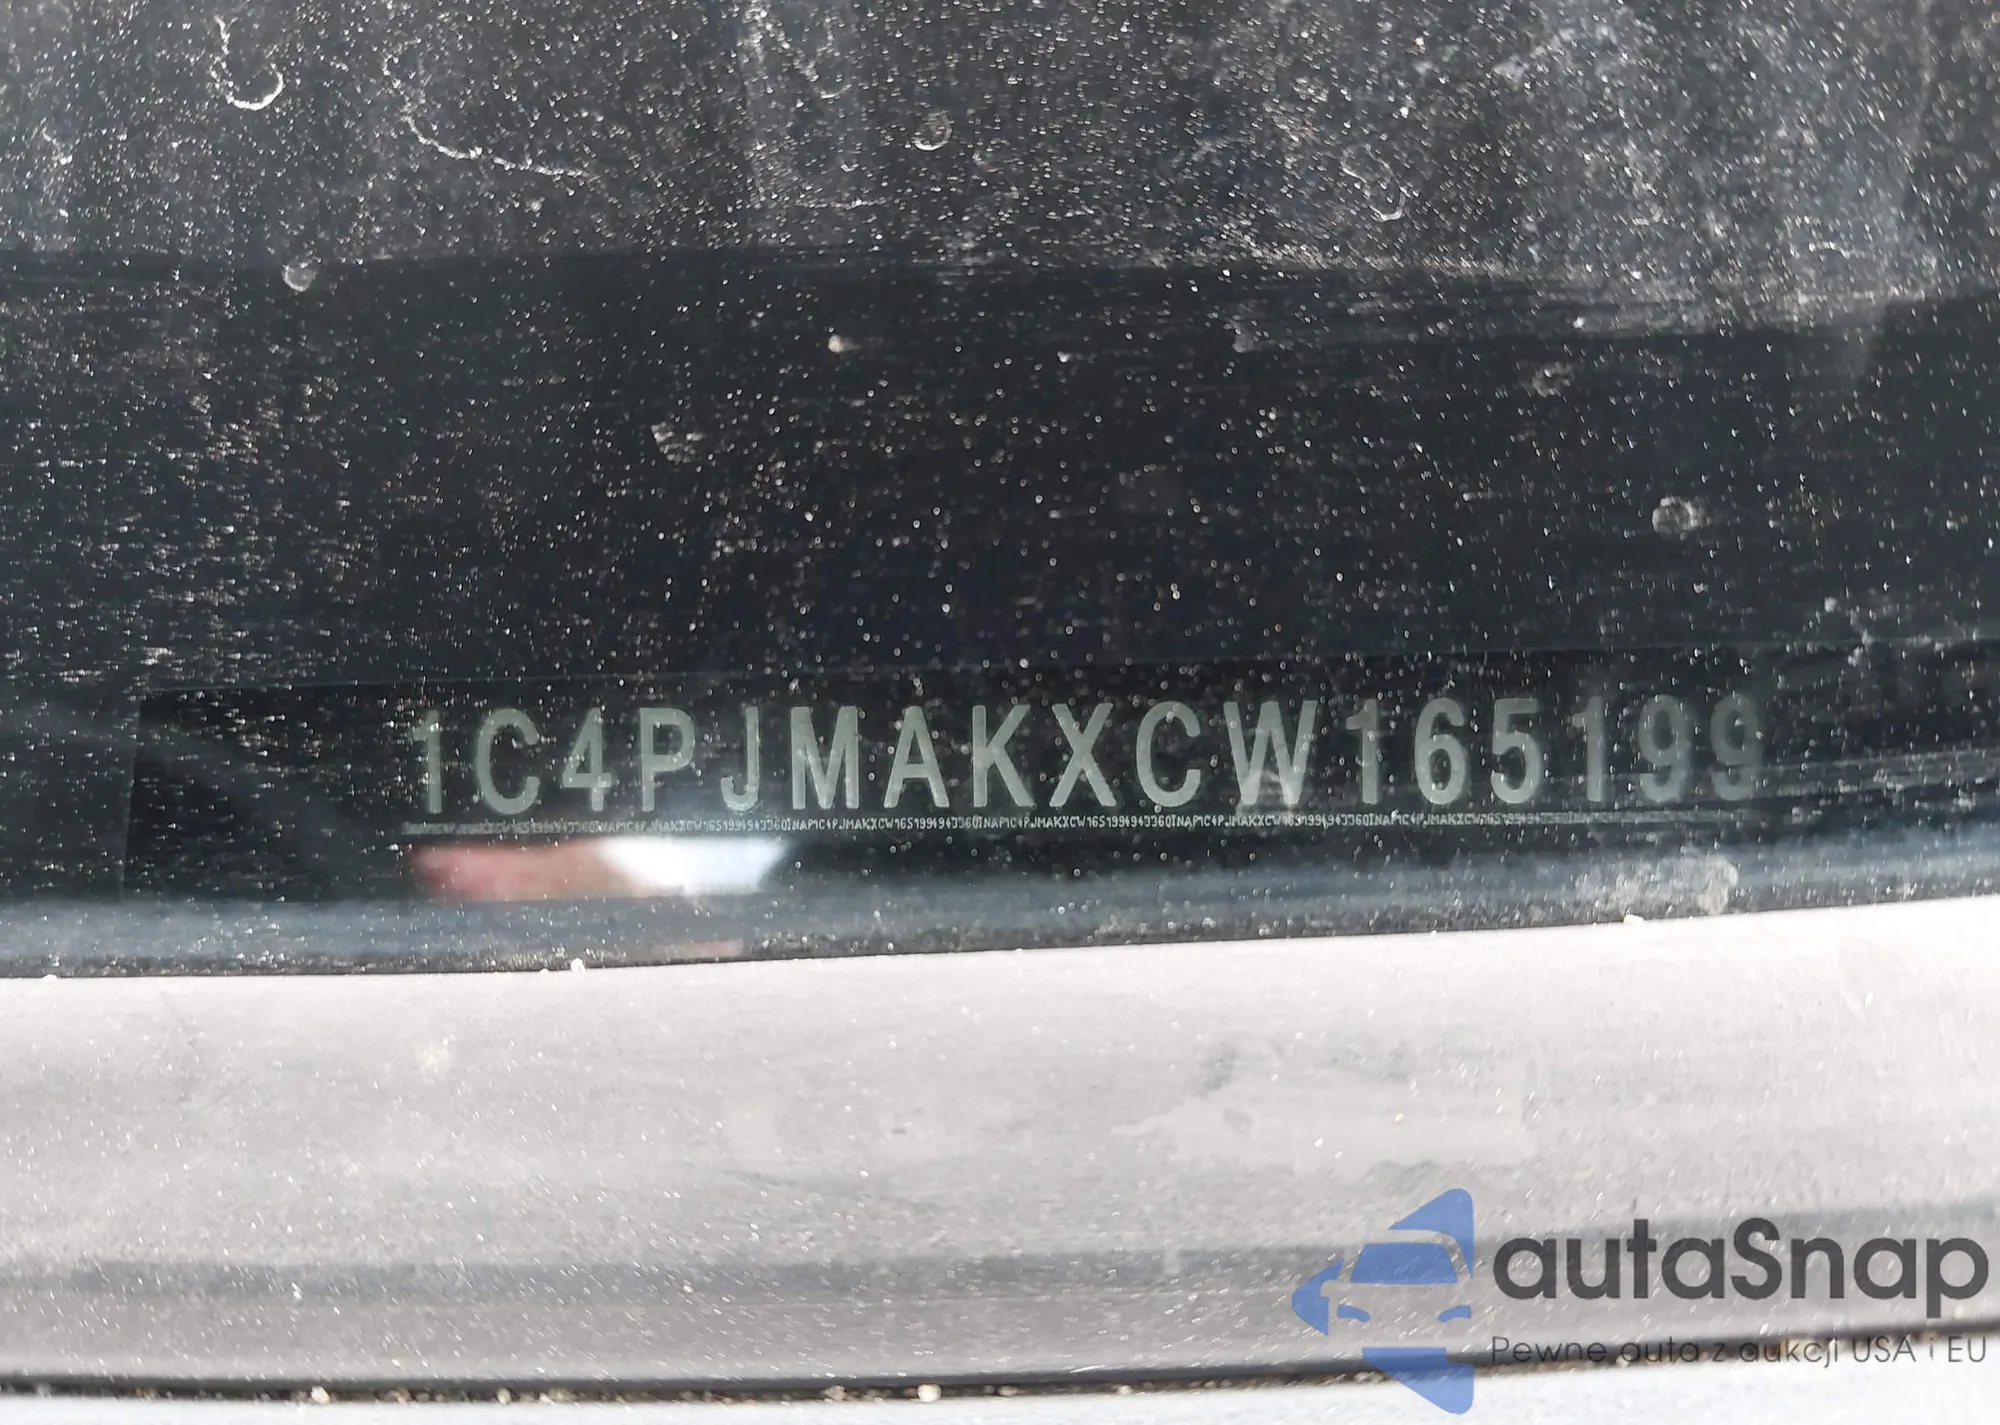 1C4PJMAKXCW165199
autaSnap
Pewne auta z aukcji USA i EU